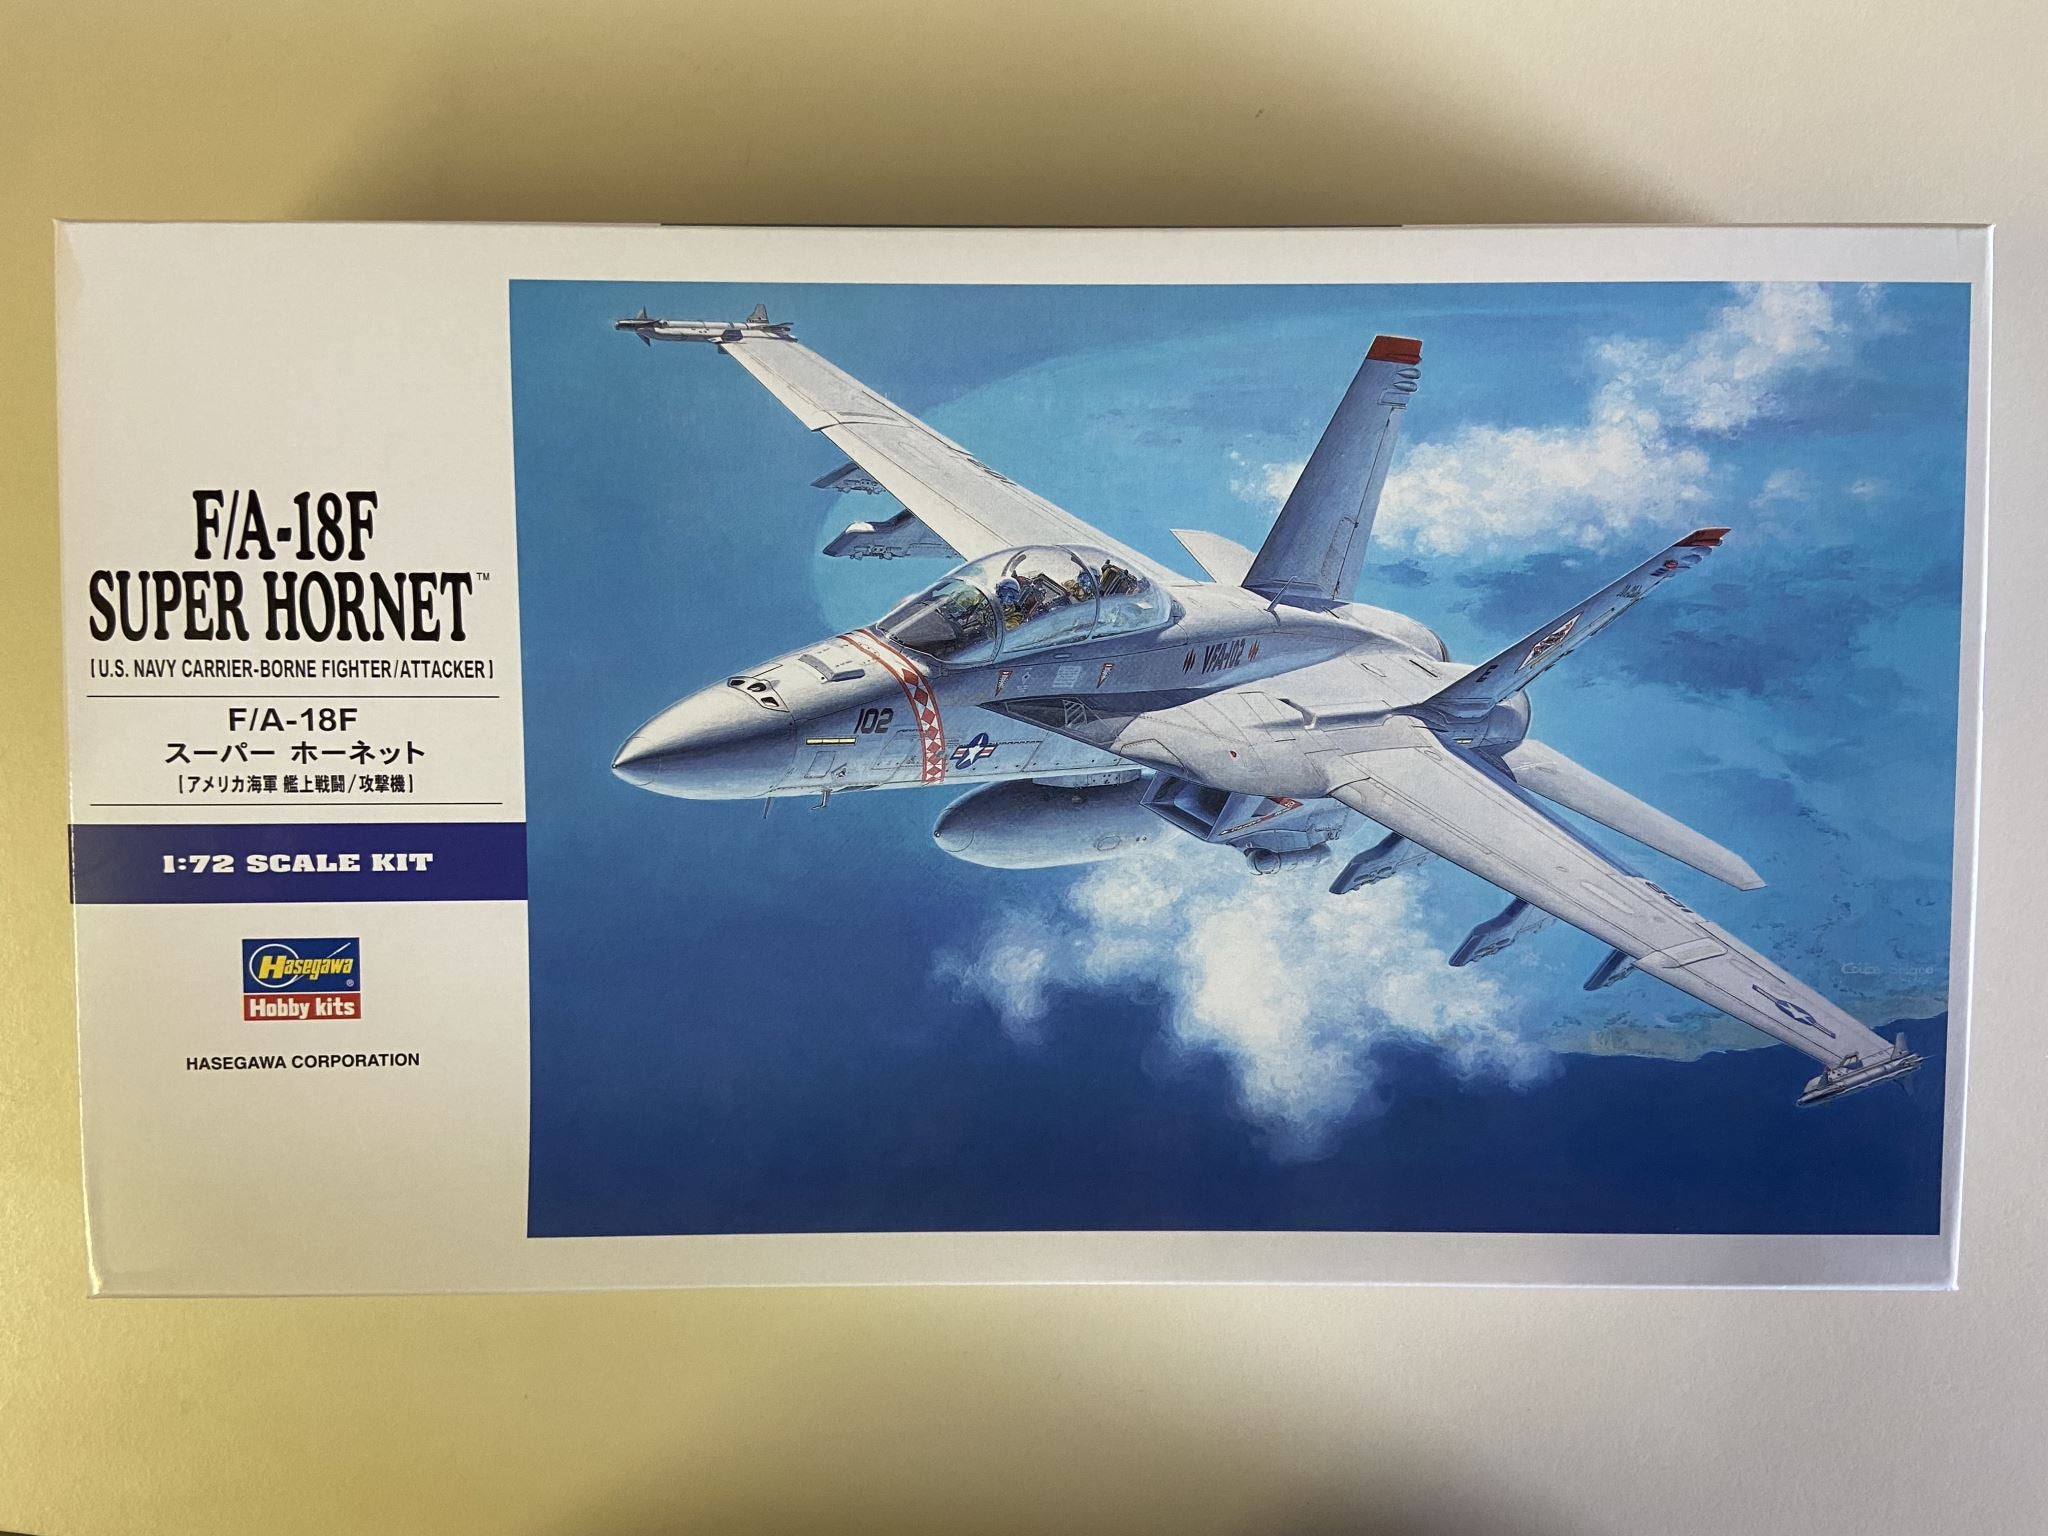 F/A-18F
SUPER HORNET™
[U.S. NAVY CARRIER-BORNE FIGHTER/ATTACKER]
F/A-18F
スーパー ホーネット
[アメリカ海軍 艦上戦闘/攻撃機]
1:72 SCALE KIT
Hasegawa®
Hobby kits
HASEGAWA CORPORATION
102
VFA-102